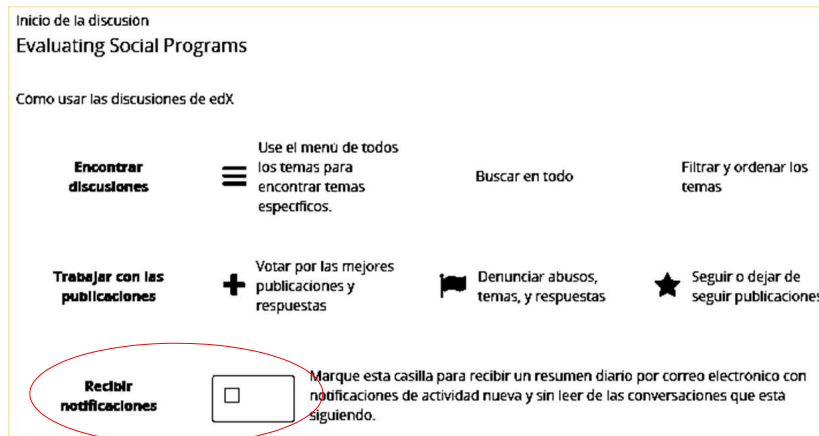 Inicio de la discusión
Evaluating Social Programs
Cómo usar las discusiones de edX
Encontrar
discusiones
Use el menú de todos
los temas para
encontrar temas
específicos.
Buscar en todo
Filtrar y ordenar los
temas
Trabajar con las
publicaciones
Votar por las mejores
publicaciones y
respuestas
Denunciar abusos,
temas, y respuestas
Seguir o dejar de
seguir publicaciones
Recibir
notificaciones
Marque esta casilla para recibir un resumen diario por correo electrónico con
notificaciones de actividad nueva y sin leer de las conversaciones que está
siguiendo.